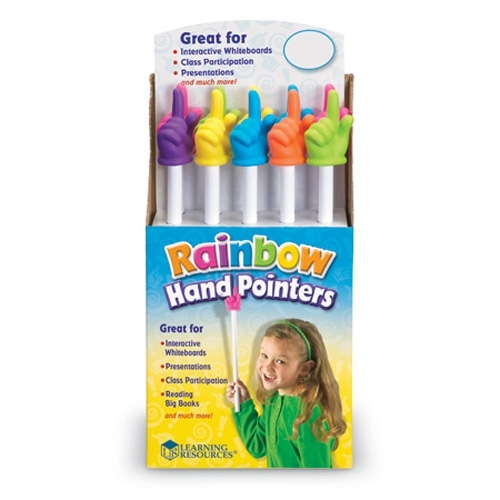 Great for:
• Interactive Whiteboards
• Class Participation
• Presentations
and much more!
Rainbow
Hand Pointers
Great for:
• Interactive
Whiteboards
• Presentations
• Class Participation
• Reading
Big Books
and much more!
LEARNING
RESOURCES®